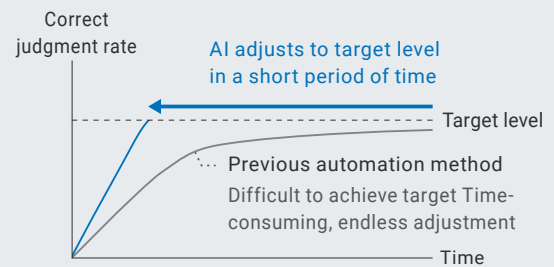 Correct
judgment rate
AI adjusts to target level
in a short period of time
Target level
Previous automation method
Difficult to achieve target Time-
consuming, endless adjustment
Time